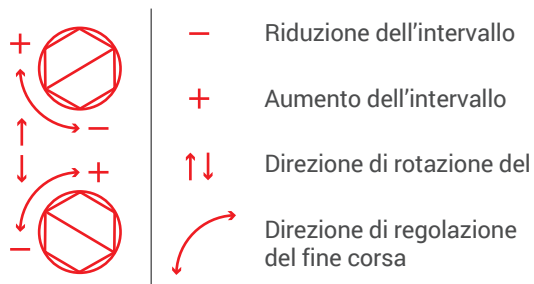 − Riduzione dell’intervallo
+ Aumento dell’intervallo
↑↓ Direzione di rotazione del
Direzione di regolazione
del fine corsa
+
−
+
−